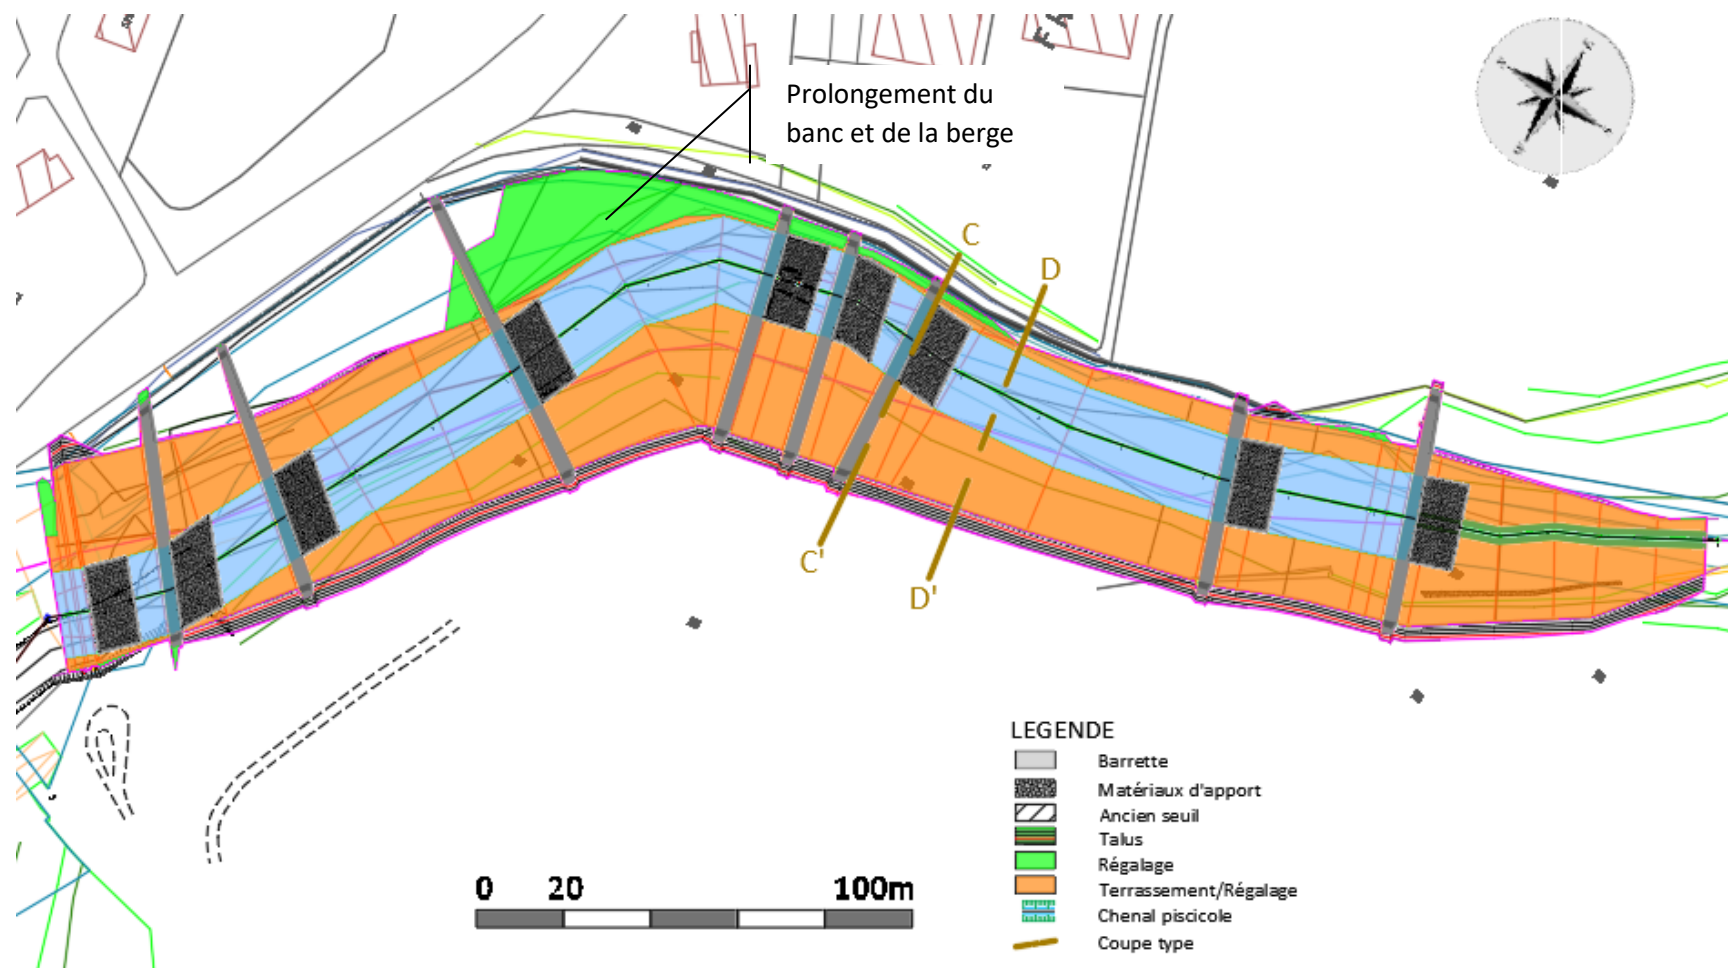 Prolongement du
banc et de la berge
C
D
C'
D'
LEGENDE
Barrette
Matériaux d'apport
Ancien seuil
Talus
Régalage
Terrassement/Régalage
Chenal piscicole
Coupe type
0 20 100m